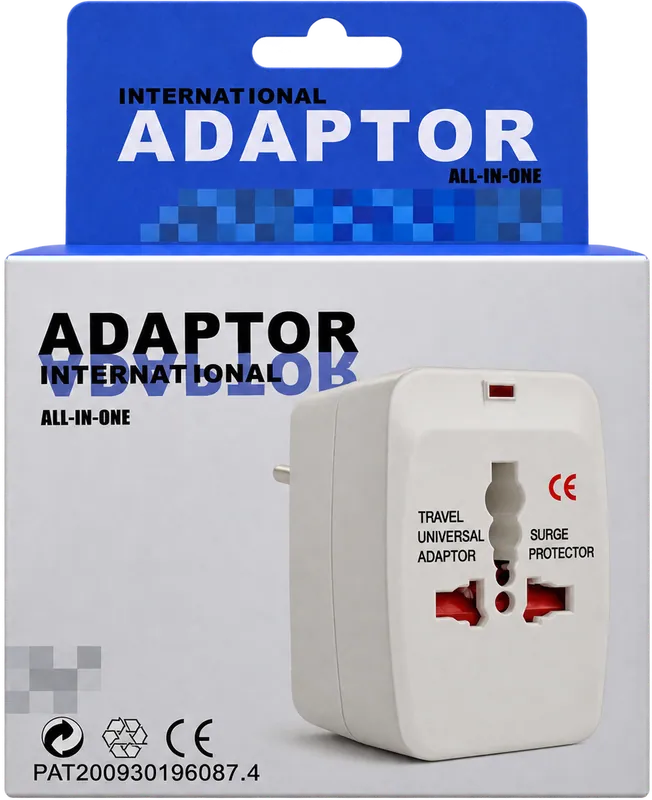 INTERNATIONAL
ADAPTOR
ALL-IN-ONE
ADAPTOR
ADAPTOR
INTERNATIONAL
ALL-IN-ONE
CE
TRAVEL
UNIVERSAL
ADAPTOR
SURGE
PROTECTOR
CE
PAT200930196087.4